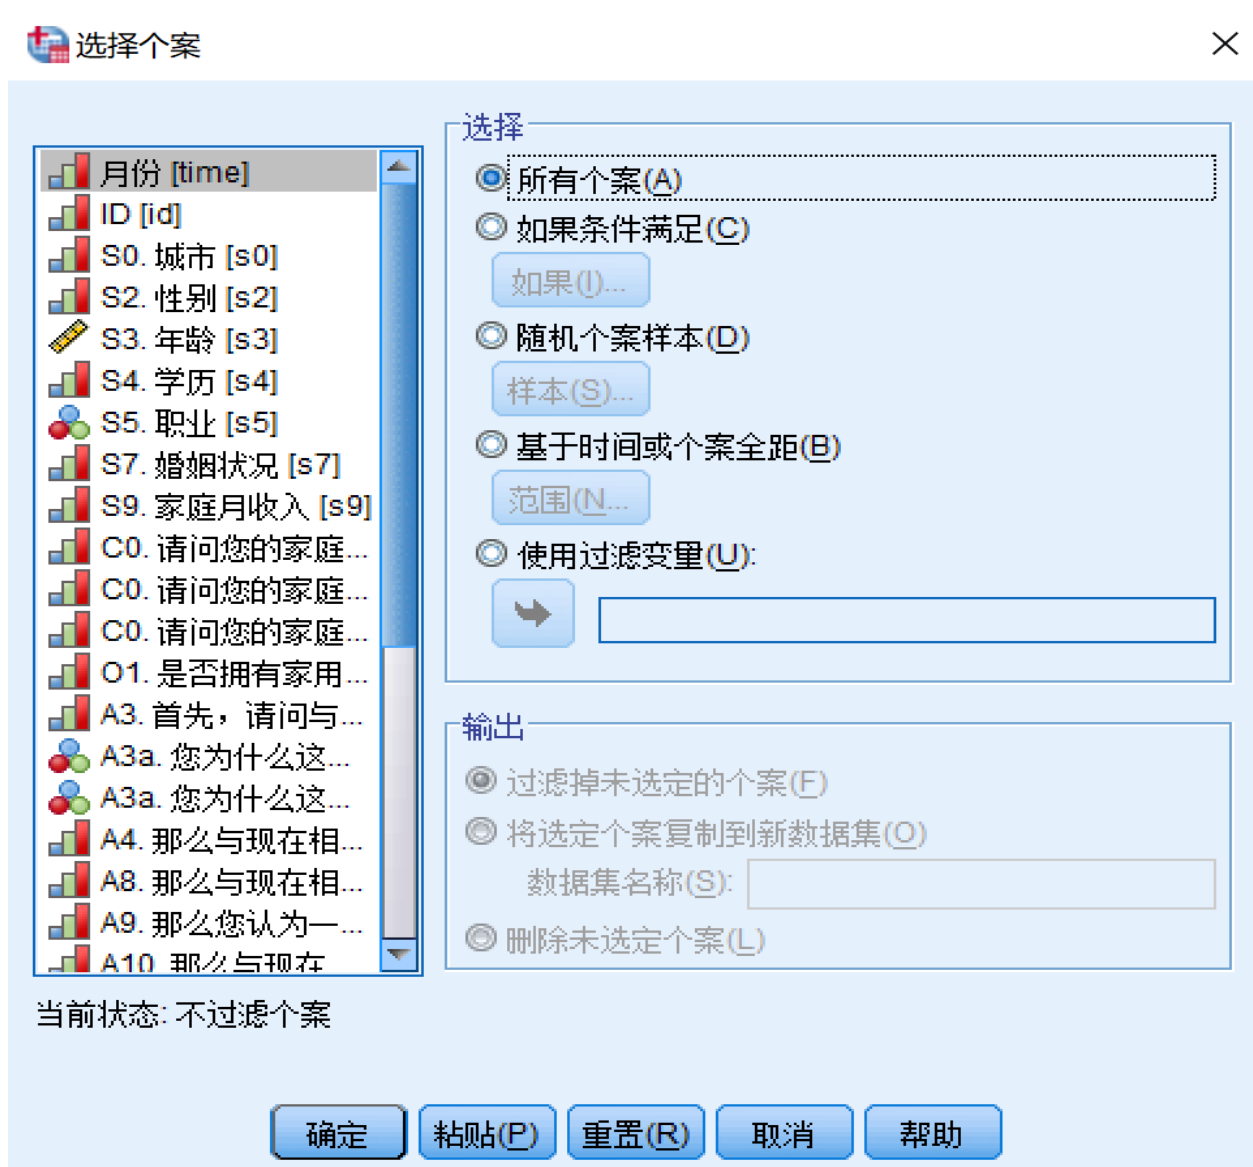 选择个案
月份 [time]
ID [id]
S0. 城市 [s0]
S2. 性别 [s2]
S3. 年龄 [s3]
S4. 学历 [s4]
S5. 职业 [s5]
S7. 婚姻状况 [s7]
S9. 家庭月收入 [s9]
C0. 请问您的家庭...
C0. 请问您的家庭...
C0. 请问您的家庭...
O1. 是否拥有家用...
A3. 首先，请问与...
A3a. 您为什么这...
A3a. 您为什么这...
A4. 那么与现在相...
A8. 那么与现在相...
A9. 那么您认为一...
A10. 那么与现在
当前状态: 不过滤个案
选择
所有个案(A)
如果条件满足(C)
如果(I)...
随机个案样本(D)
样本(S)...
基于时间或个案全距(B)
范围(N...
使用过滤变量(U):
输出
过滤掉未选定的个案(F)
将选定个案复制到新数据集(O)
数据集名称(S):
删除未选定个案(L)
确定
粘贴(P)
重置(R)
取消
帮助